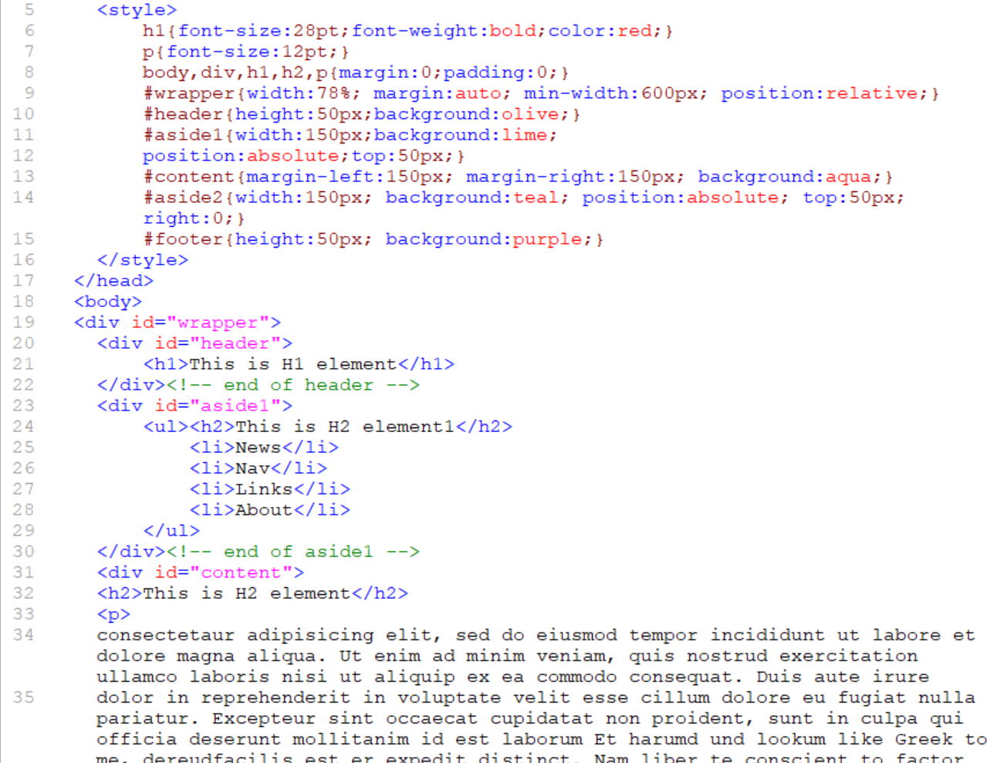 5 <style>
6 h1{font-size:28pt;font-weight:bold;color:red;}
7 p{font-size:12pt;}
8 body,div,h1,h2,p{margin:0;padding:0;}
9 #wrapper{width:78%; margin:auto; min-width:600px; position:relative;}
10 #header{height:50px;background:olive;}
11 #aside1{width:150px;background:lime;
12 position:absolute;top:50px;}
13 #content{margin-left:150px; margin-right:150px; background:aqua;}
14 #aside2{width:150px; background:teal; position:absolute; top:50px;
right:0;}
15 #footer{height:50px; background:purple;}
16 </style>
17 </head>
18 <body>
19 <div id="wrapper">
20 <div id="header">
21 <h1>This is H1 element</h1>
22 </div><!-- end of header -->
23 <div id="aside1">
24 <ul><h2>This is H2 element1</h2>
25 <li>News</li>
26 <li>Nav</li>
27 <li>Links</li>
28 <li>About</li>
29 </ul>
30 </div><!-- end of aside1 -->
31 <div id="content">
32 <h2>This is H2 element</h2>
33 <p>
34 consectetaur adipisicing elit, sed do eiusmod tempor incididunt ut labore et
dolore magna aliqua. Ut enim ad minim veniam, quis nostrud exercitation
ullamco laboris nisi ut aliquip ex ea commodo consequat. Duis aute irure
35 dolor in reprehenderit in voluptate velit esse cillum dolore eu fugiat nulla
pariatur. Excepteur sint occaecat cupidatat non proident, sunt in culpa qui
officia deserunt mollitanim id est laborum Et harumd und lookum like Greek to
me, dereudfacilis est er expedit distinct. Nam liber te conscient to factor